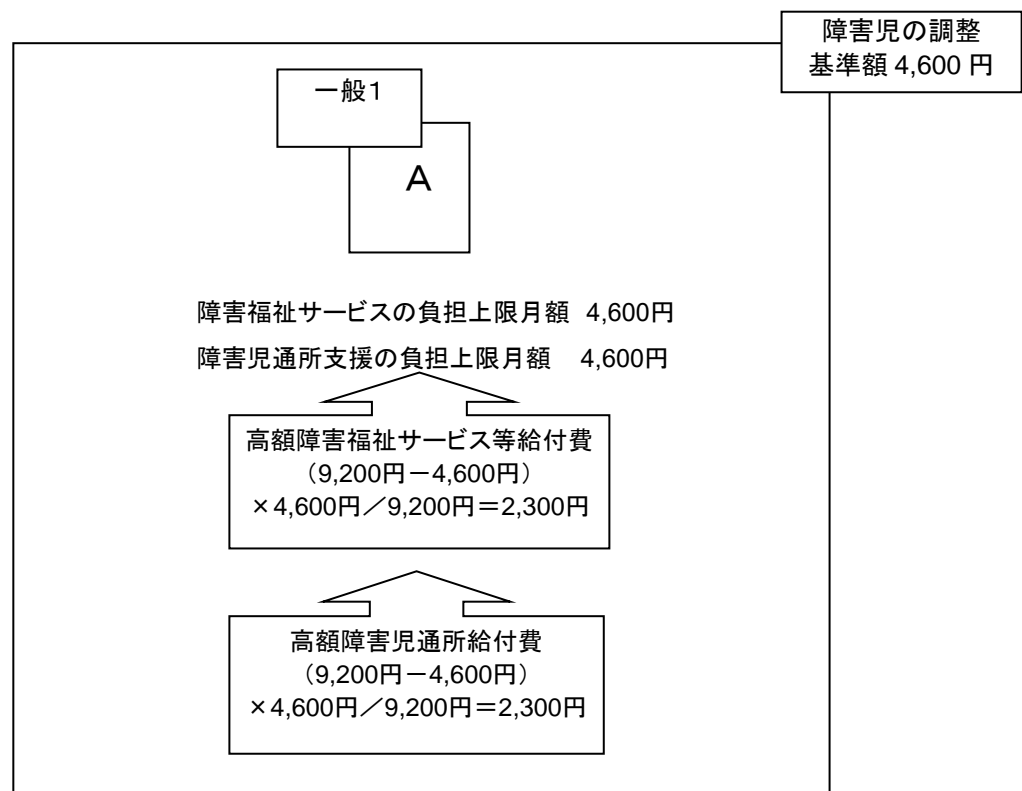 障害児の調整
基準額 4,600 円
一般1
A
障害福祉サービスの負担上限月額 4,600円
障害児通所支援の負担上限月額 4,600円
高額障害福祉サービス等給付費
（9,200円－4,600円）
×4,600円／9,200円＝2,300円
高額障害児通所給付費
（9,200円－4,600円）
×4,600円／9,200円＝2,300円